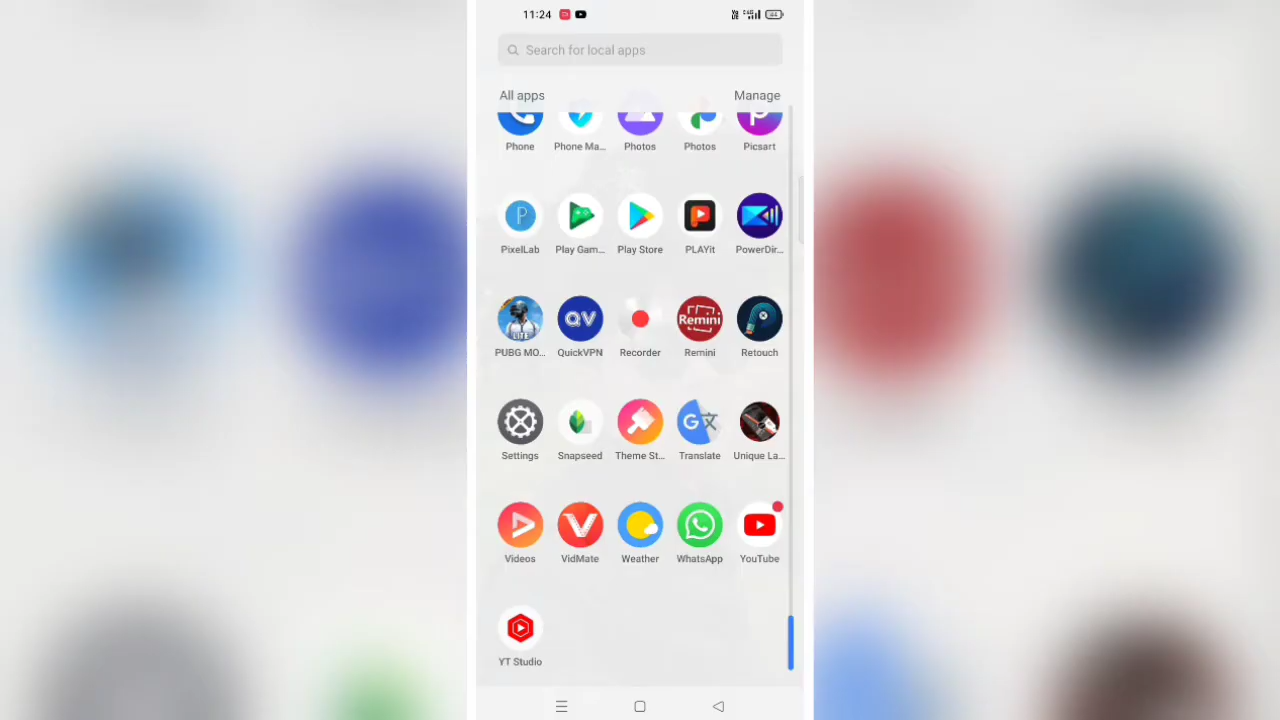 11:24
Search for local apps
All apps Manage
Phone Phone Ma... Photos Photos Picsart
PixelLab Play Gam... Play Store PLAYit PowerDir...
QV Remini
PUBG MO... QuickVPN Recorder Remini Retouch
Settings Snapseed Theme St... Translate Unique La...
Videos VidMate Weather WhatsApp YouTube
YT Studio